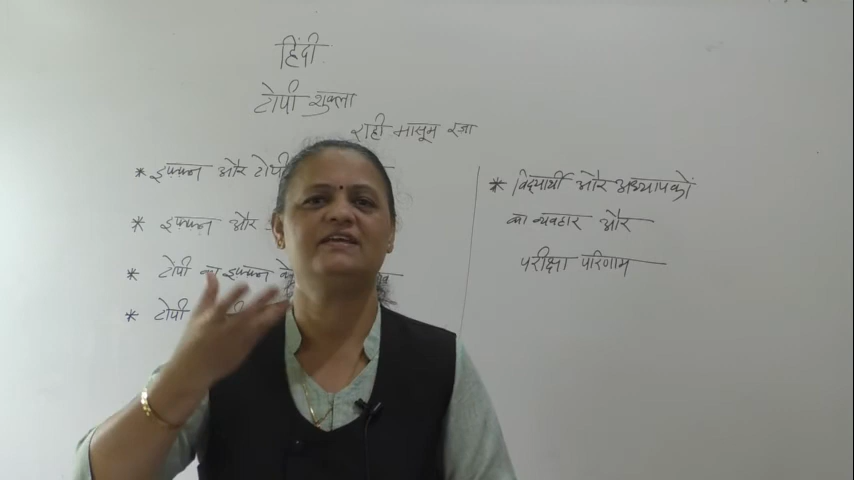 हिंदी
टोपी शुक्ला
राही मासूम रजा
* इफ्फन और टोपी
* इफ्फन और
* टोपी का इफ्फन
* टोपी
* विद्यार्थी और अध्यापकों
का व्यवहार और
परीक्षा परिणाम